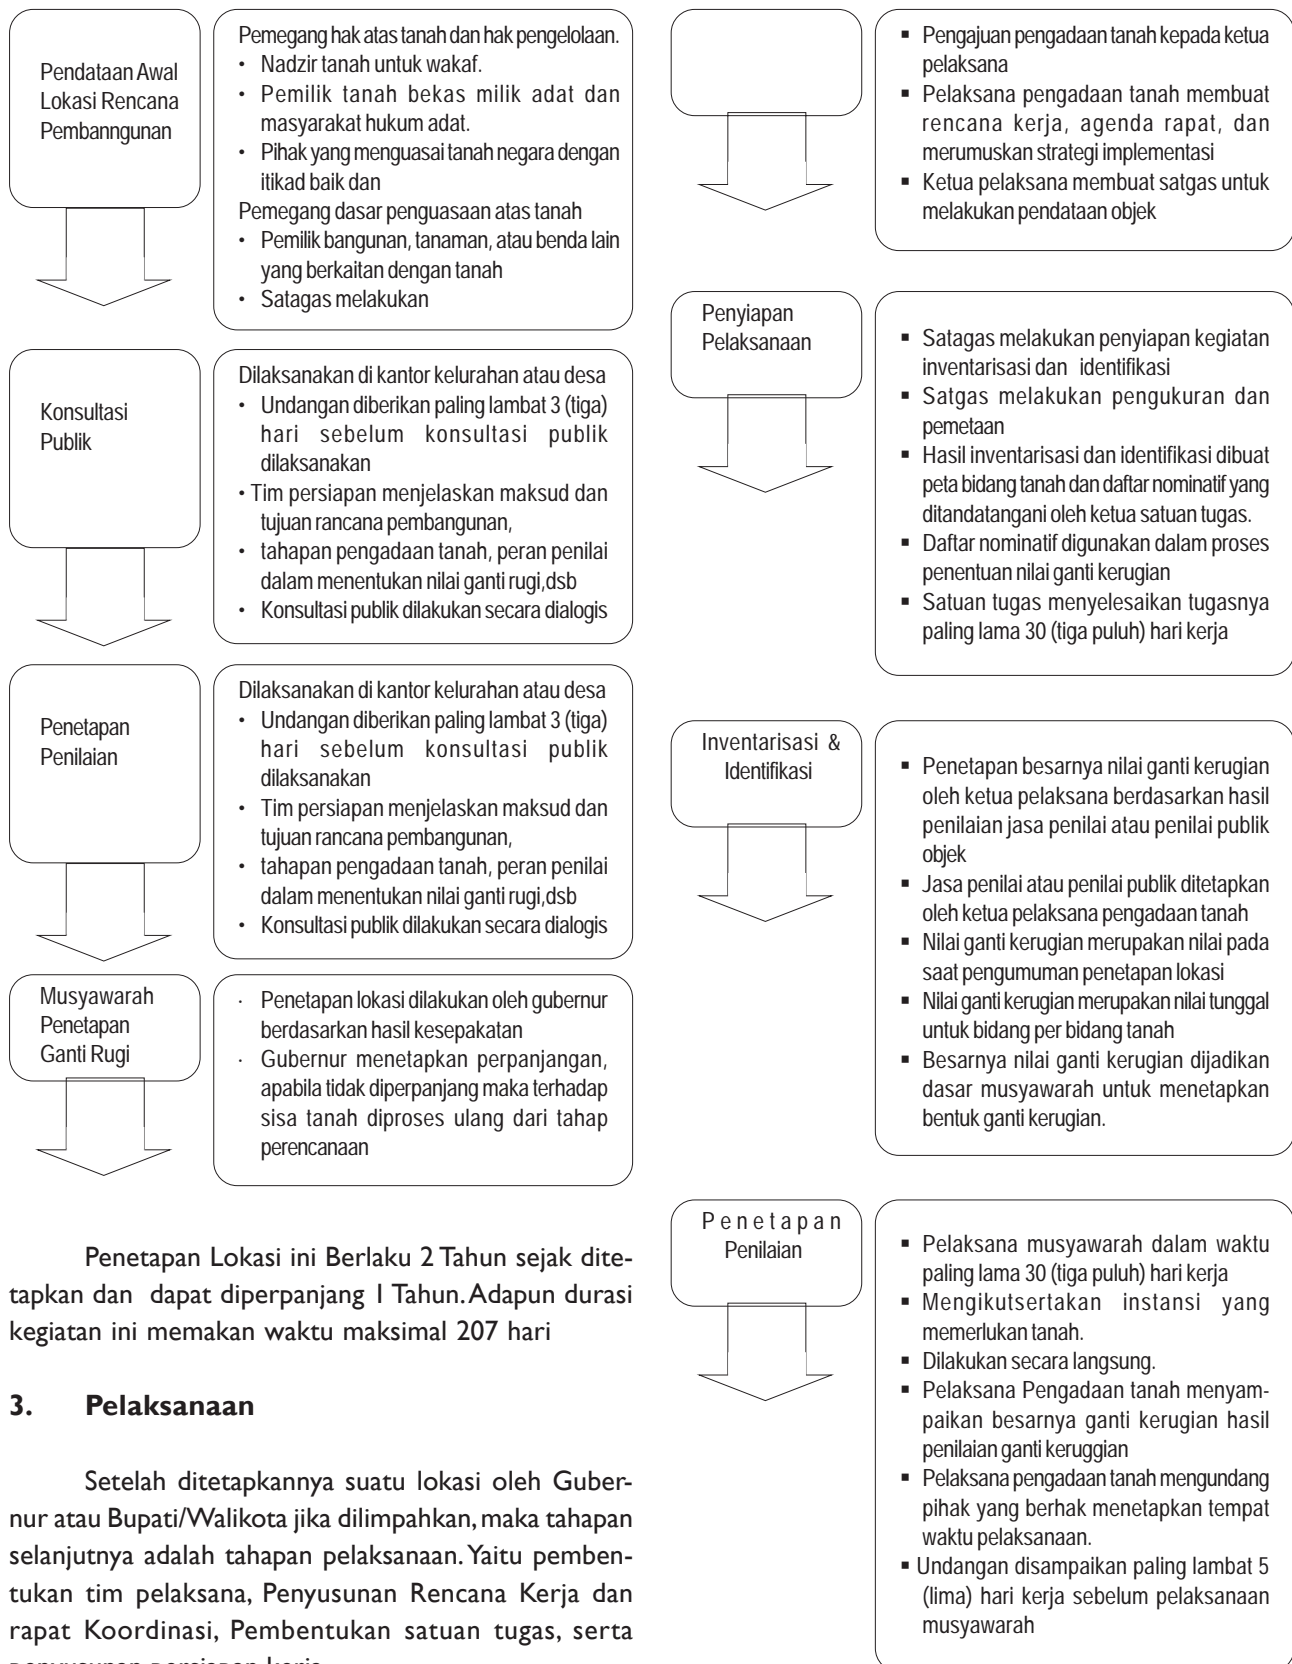 Pendataan Awal
Lokasi Rencana
Pembanngunan
Pemegang hak atas tanah dan hak pengelolaan.
• Nadzir tanah untuk wakaf.
• Pemilik tanah bekas milik adat dan
masyarakat hukum adat.
• Pihak yang menguasai tanah negara dengan
itikad baik dan
Pemegang dasar penguasaan atas tanah
• Pemilik bangunan, tanaman, atau benda lain
yang berkaitan dengan tanah
• Satagas melakukan
Konsultasi
Publik
Dilaksanakan di kantor kelurahan atau desa
• Undangan diberikan paling lambat 3 (tiga)
hari sebelum konsultasi publik
dilaksanakan
• Tim persiapan menjelaskan maksud dan
tujuan rancana pembangunan,
• tahapan pengadaan tanah, peran penilai
dalam menentukan nilai ganti rugi,dsb
• Konsultasi publik dilakukan secara dialogis
Penetapan
Penilaian
Dilaksanakan di kantor kelurahan atau desa
• Undangan diberikan paling lambat 3 (tiga)
hari sebelum konsultasi publik
dilaksanakan
• Tim persiapan menjelaskan maksud dan
tujuan rancana pembangunan,
• tahapan pengadaan tanah, peran penilai
dalam menentukan nilai ganti rugi,dsb
• Konsultasi publik dilakukan secara dialogis
Musyawarah
Penetapan
Ganti Rugi
· Penetapan lokasi dilakukan oleh gubernur
berdasarkan hasil kesepakatan
· Gubernur menetapkan perpanjangan,
apabila tidak diperpanjang maka terhadap
sisa tanah diproses ulang dari tahap
perencanaan
Penetapan Lokasi ini Berlaku 2 Tahun sejak dite-
tapkan dan dapat diperpanjang 1 Tahun. Adapun durasi
kegiatan ini memakan waktu maksimal 207 hari
3. Pelaksanaan
Setelah ditetapkannya suatu lokasi oleh Guber-
nur atau Bupati/Walikota jika dilimpahkan, maka tahapan
selanjutnya adalah tahapan pelaksanaan. Yaitu pemben-
tukan tim pelaksana, Penyusunan Rencana Kerja dan
rapat Koordinasi, Pembentukan satuan tugas, serta
penyusunan persiapan kerja
▪ Pengajuan pengadaan tanah kepada ketua
pelaksana
▪ Pelaksana pengadaan tanah membuat
rencana kerja, agenda rapat, dan
merumuskan strategi implementasi
▪ Ketua pelaksana membuat satgas untuk
melakukan pendataan objek
Penyiapan
Pelaksanaan
▪ Satagas melakukan penyiapan kegiatan
inventarisasi dan identifikasi
▪ Satgas melakukan pengukuran dan
pemetaan
▪ Hasil inventarisasi dan identifikasi dibuat
peta bidang tanah dan daftar nominatif yang
ditandatangani oleh ketua satuan tugas.
▪ Daftar nominatif digunakan dalam proses
penentuan nilai ganti kerugian
▪ Satuan tugas menyelesaikan tugasnya
paling lama 30 (tiga puluh) hari kerja
Inventarisasi &
Identifikasi
▪ Penetapan besarnya nilai ganti kerugian
oleh ketua pelaksana berdasarkan hasil
penilaian jasa penilai atau penilai publik
objek
▪ Jasa penilai atau penilai publik ditetapkan
oleh ketua pelaksana pengadaan tanah
▪ Nilai ganti kerugian merupakan nilai pada
saat pengumuman penetapan lokasi
▪ Nilai ganti kerugian merupakan nilai tunggal
untuk bidang per bidang tanah
▪ Besarnya nilai ganti kerugian dijadikan
dasar musyawarah untuk menetapkan
bentuk ganti kerugian.
Penetapan
Penilaian
▪ Pelaksana musyawarah dalam waktu
paling lama 30 (tiga puluh) hari kerja
▪ Mengikutsertakan instansi yang
memerlukan tanah.
▪ Dilakukan secara langsung.
▪ Pelaksana Pengadaan tanah menyam-
paikan besarnya ganti kerugian hasil
penilaian ganti keruggian
▪ Pelaksana pengadaan tanah mengundang
pihak yang berhak menetapkan tempat
waktu pelaksanaan.
▪ Undangan disampaikan paling lambat 5
(lima) hari kerja sebelum pelaksanaan
musyawarah